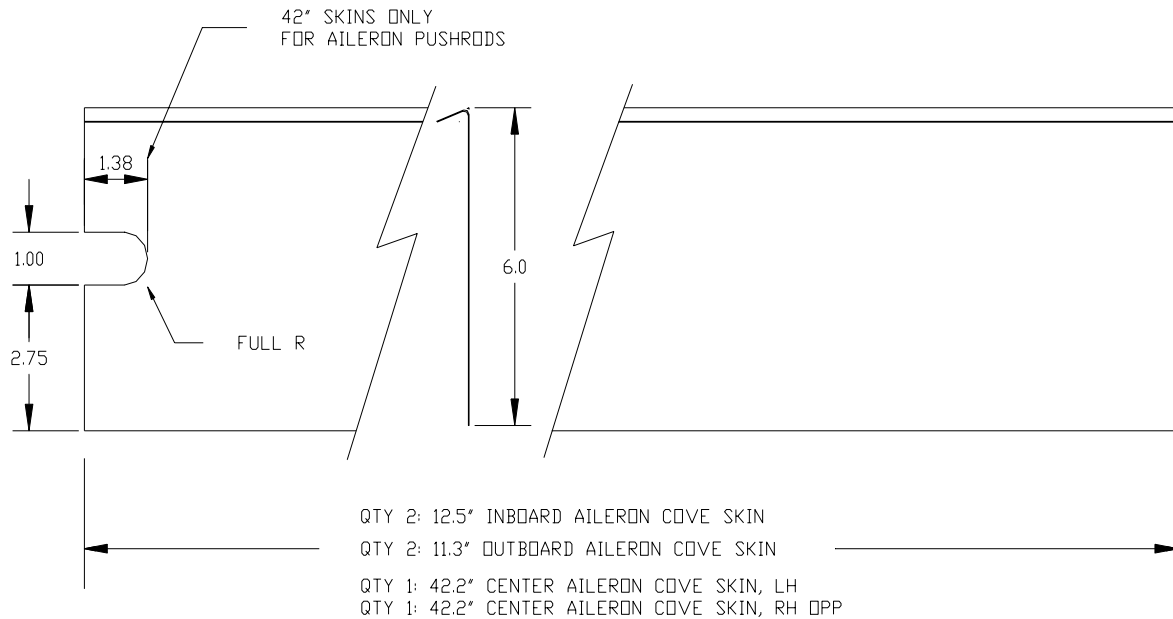 42" SKINS ONLY
FOR AILERON PUSHRODS
1.38
1.00
6.0
FULL R
2.75
QTY 2: 12.5" INBOARD AILERON COVE SKIN
QTY 2: 11.3" OUTBOARD AILERON COVE SKIN
QTY 1: 42.2" CENTER AILERON COVE SKIN, LH
QTY 1: 42.2" CENTER AILERON COVE SKIN, RH OPP